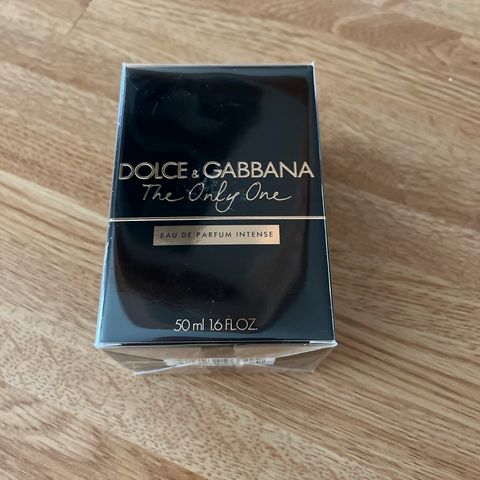 DOLCE & GABBANA
The Only One
EAU DE PARFUM INTENSE
50 ml 1.6 FL.OZ.